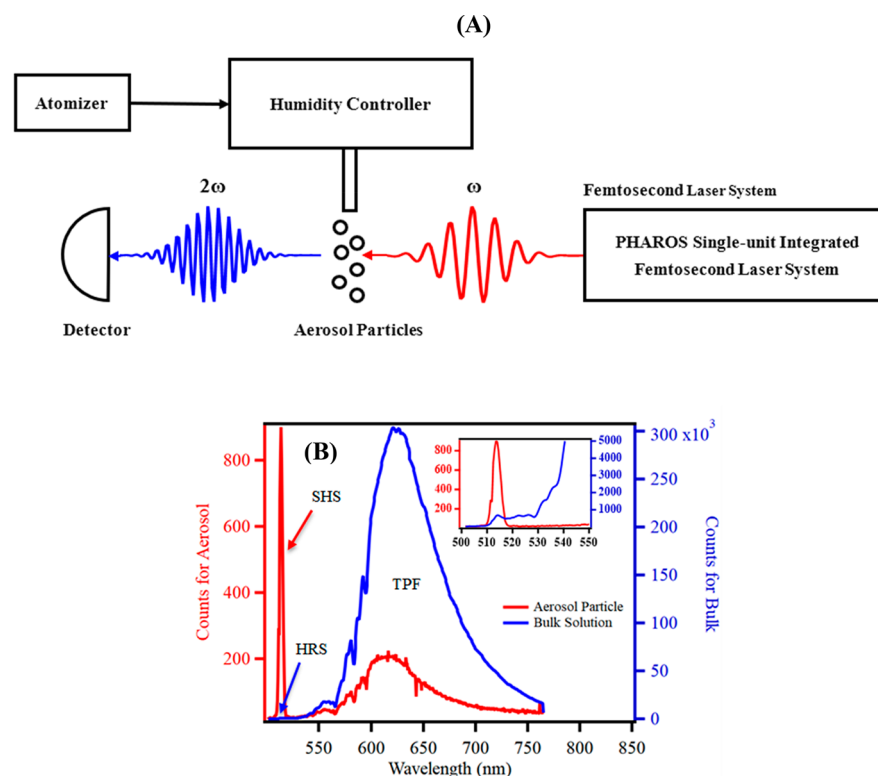 (A)
Atomizer
Humidity Controller
2ω
ω
Femtosecond Laser System
PHAROS Single-unit Integrated
Femtosecond Laser System
Detector
Aerosol Particles
(B)
300 x10³
250
200
150
100
50
0
Counts for Bulk
800
600
400
200
Counts for Aerosol
SHS
HRS
TPF
Aerosol Particle
Bulk Solution
800
600
400
200
5000
4000
3000
2000
1000
500 510 520 530 540 550
550 600 650 700 750 800 850
Wavelength (nm)